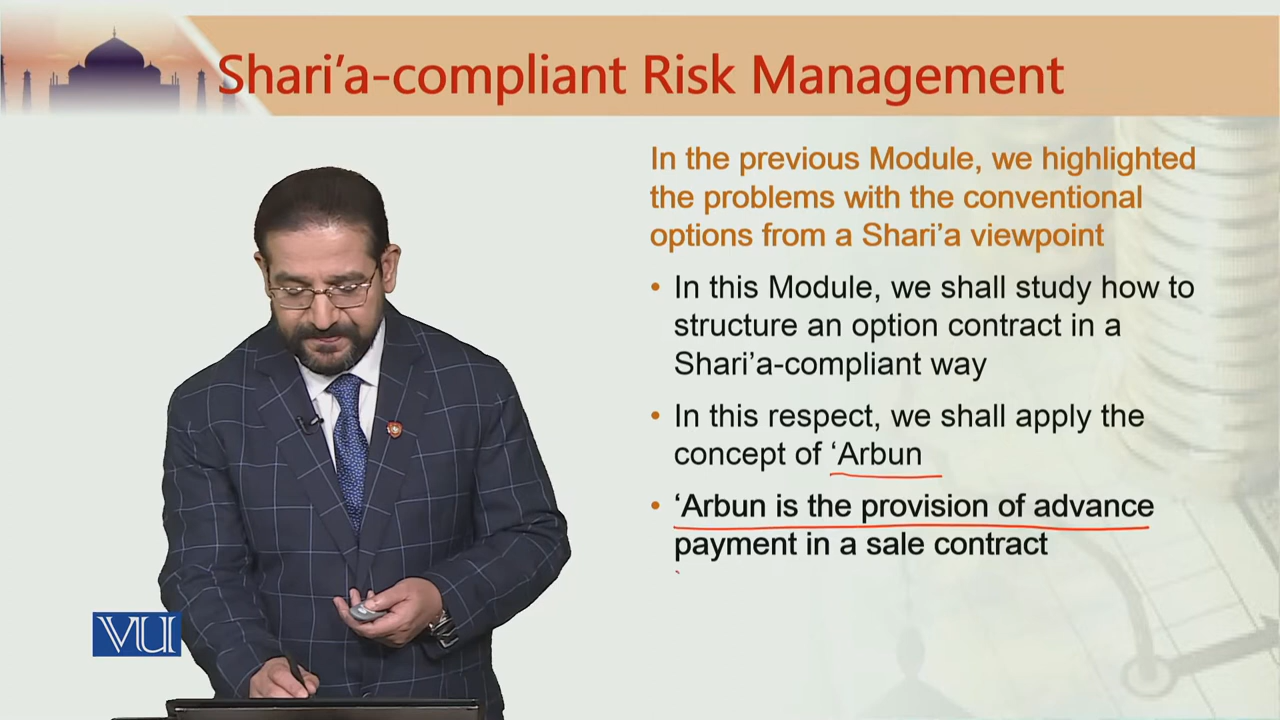 Shari’a-compliant Risk Management
In the previous Module, we highlighted
the problems with the conventional
options from a Shari’a viewpoint
• In this Module, we shall study how to
structure an option contract in a
Shari’a-compliant way
• In this respect, we shall apply the
concept of ‘Arbun
• ‘Arbun is the provision of advance
payment in a sale contract
VU